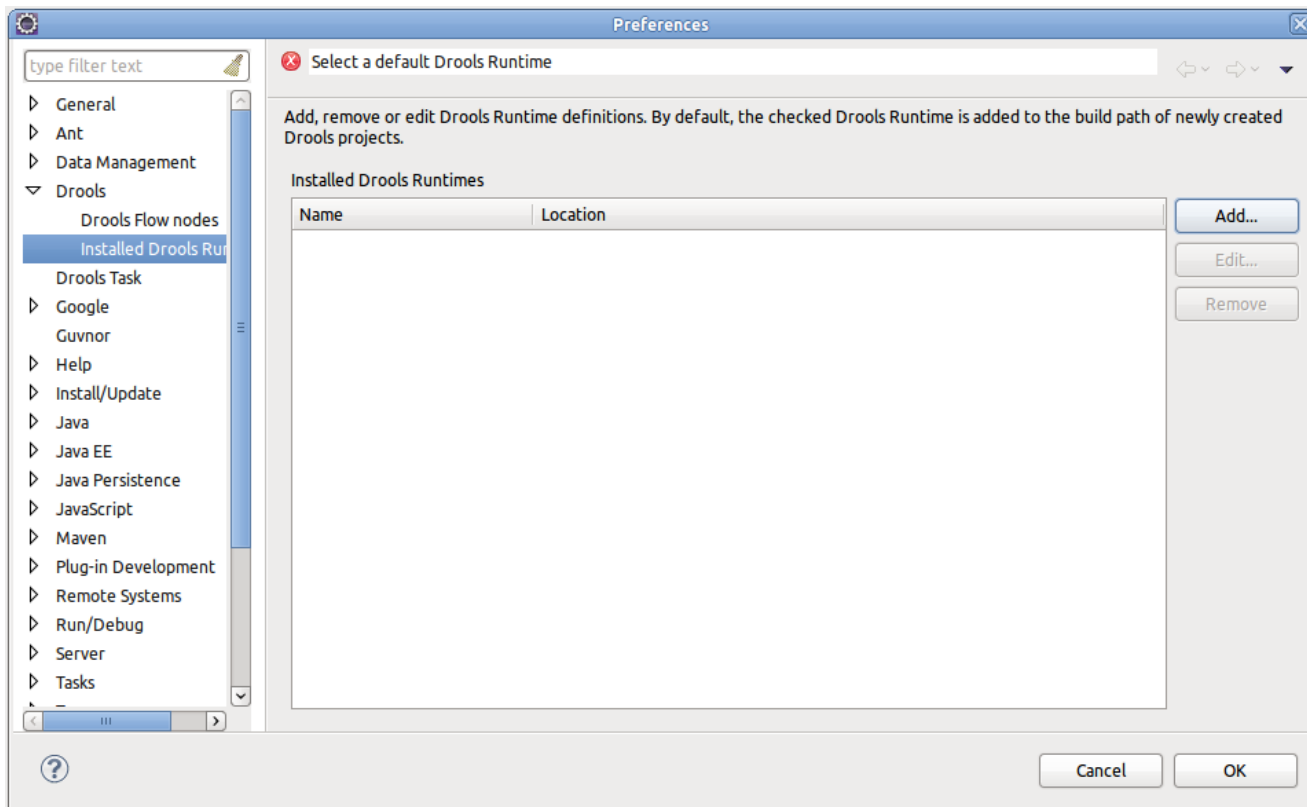 Preferences
type filter text
General
Ant
Data Management
Drools
Drools Flow nodes
Installed Drools Run
Drools Task
Google
Guvnor
Help
Install/Update
Java
Java EE
Java Persistence
JavaScript
Maven
Plug-in Development
Remote Systems
Run/Debug
Server
Tasks
Select a default Drools Runtime
Add, remove or edit Drools Runtime definitions. By default, the checked Drools Runtime is added to the build path of newly created
Drools projects.
Installed Drools Runtimes
Name Location
Add...
Edit...
Remove
Cancel OK